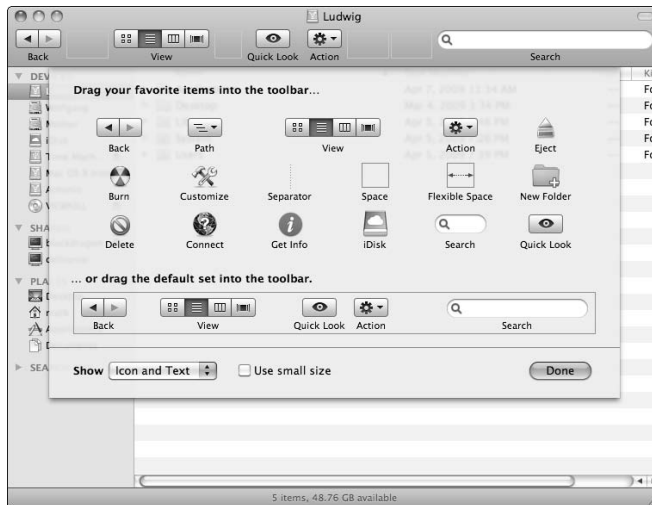 Ludwig
Back View Quick Look Action Search
Drag your favorite items into the toolbar...
Back Path View Action Eject
Burn Customize Separator Space Flexible Space New Folder
Delete Connect Get Info iDisk Search Quick Look
... or drag the default set into the toolbar.
Back View Quick Look Action Search
Show Icon and Text Use small size Done
5 items, 48.76 GB available